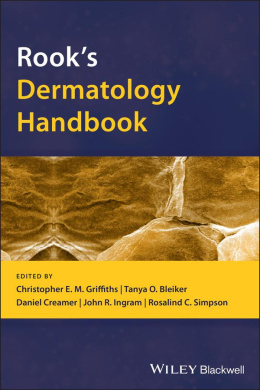 Rook's
Dermatology
Handbook
EDITED BY
Christopher E. M. Griffiths | Tanya O. Bleiker
Daniel Creamer | John R. Ingram | Rosalind C. Simpson
WILEY Blackwell